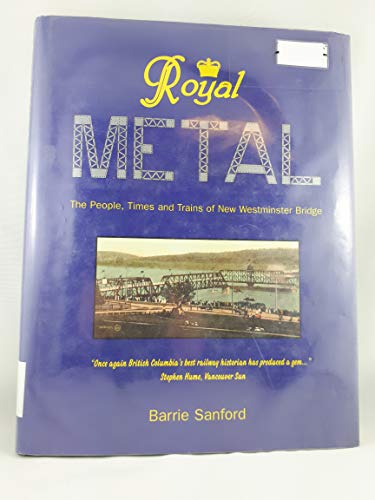 Royal
METAL
The People, Times and Trains of New Westminster Bridge
"Once again British Columbia's best railway historian has produced a gem..."
Stephen Hume, Vancouver Sun
Barrie Sanford